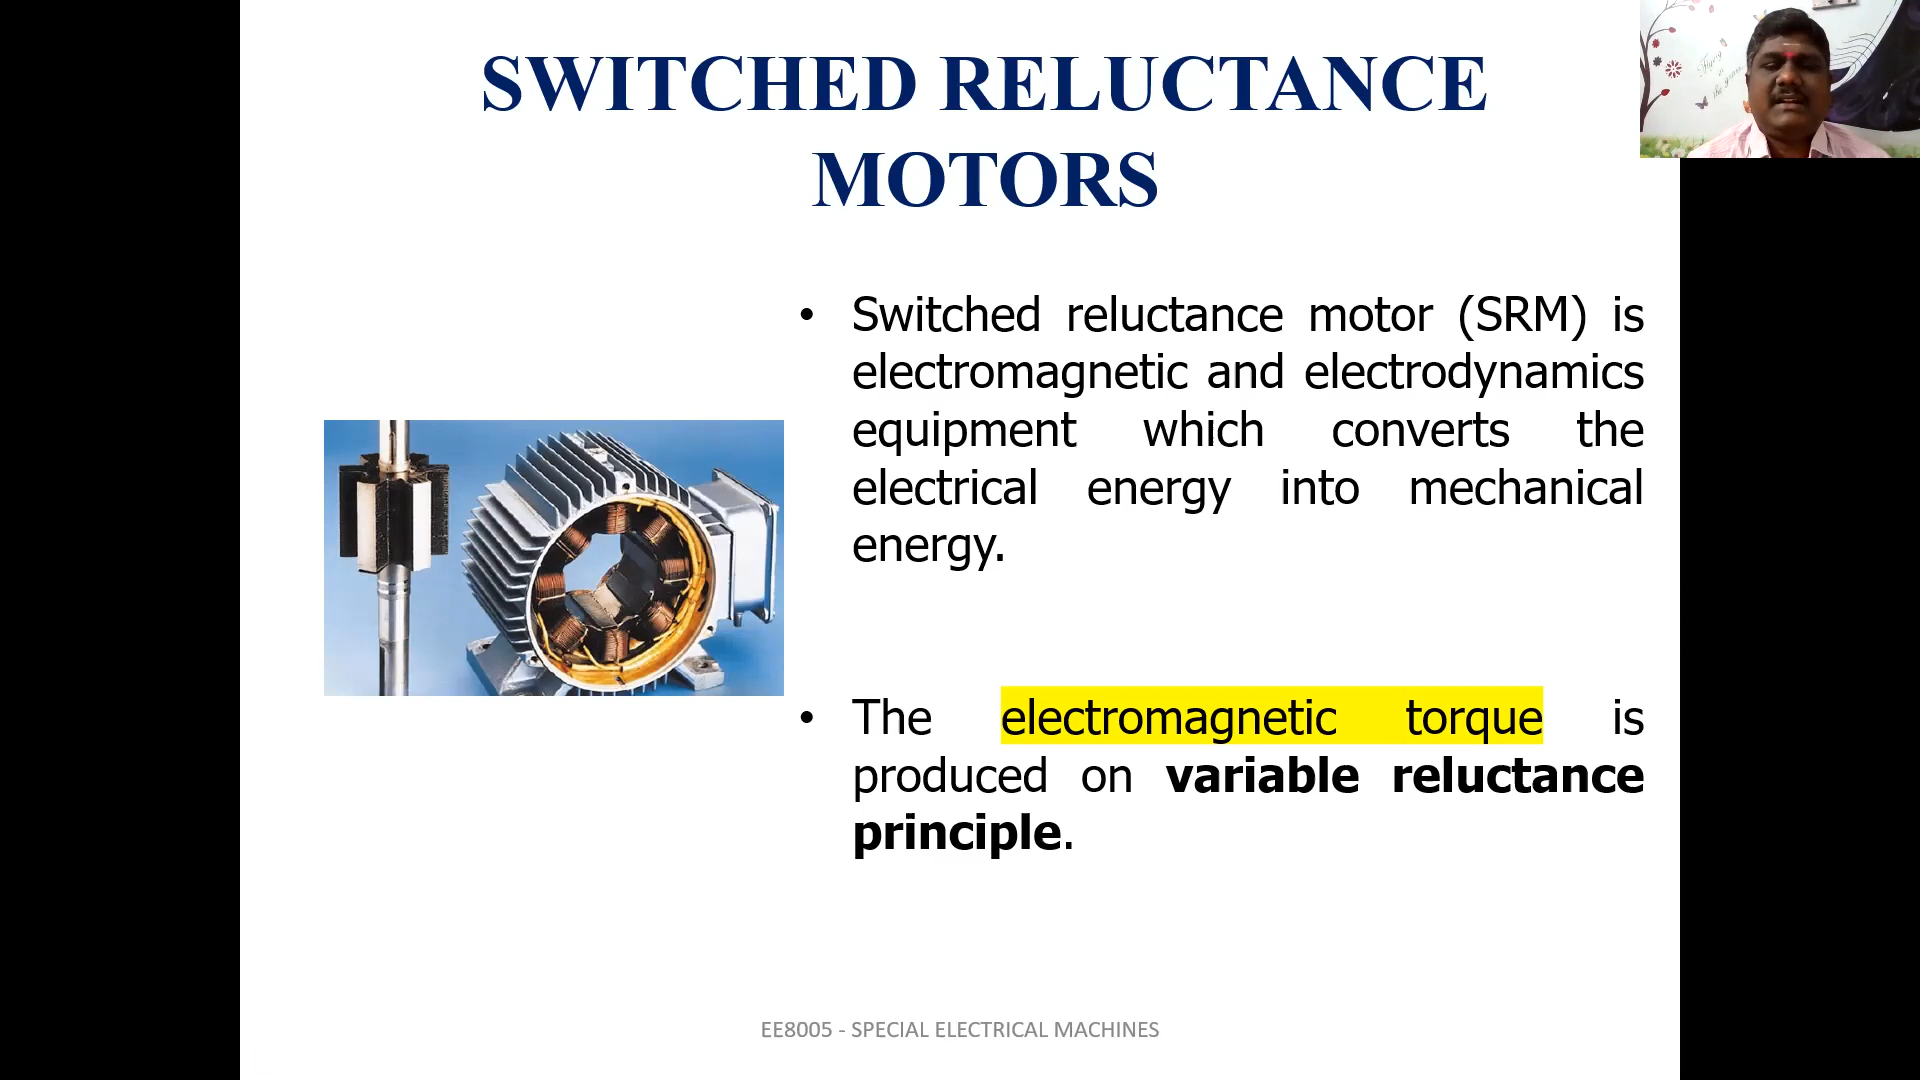 SWITCHED RELUCTANCE
MOTORS
• Switched reluctance motor (SRM) is
electromagnetic and electrodynamics
equipment which converts the
electrical energy into mechanical
energy.
• The electromagnetic torque is
produced on variable reluctance
principle.
EE8005 - SPECIAL ELECTRICAL MACHINES